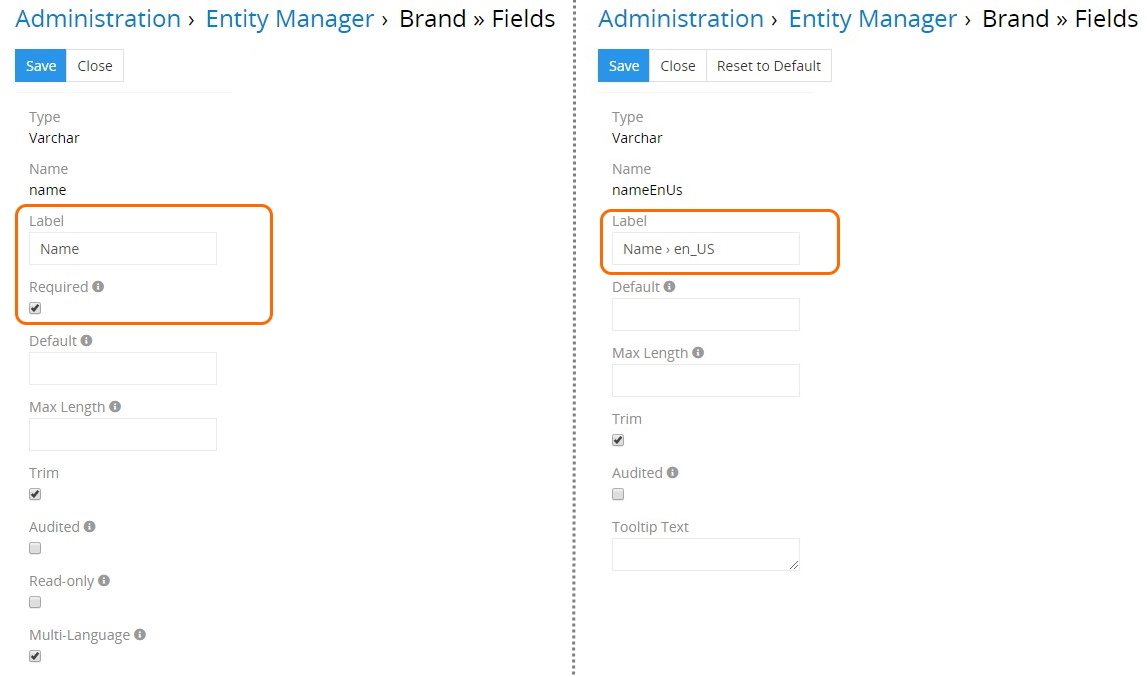 Administration › Entity Manager › Brand » Fields
Save Close
Type
Varchar
Name
name
Label
Name
Required
Default
Max Length
Trim
Audited
Read-only
Multi-Language
Administration › Entity Manager › Brand » Fields
Save Close Reset to Default
Type
Varchar
Name
nameEnUs
Label
Name › en_US
Default
Max Length
Trim
Audited
Tooltip Text